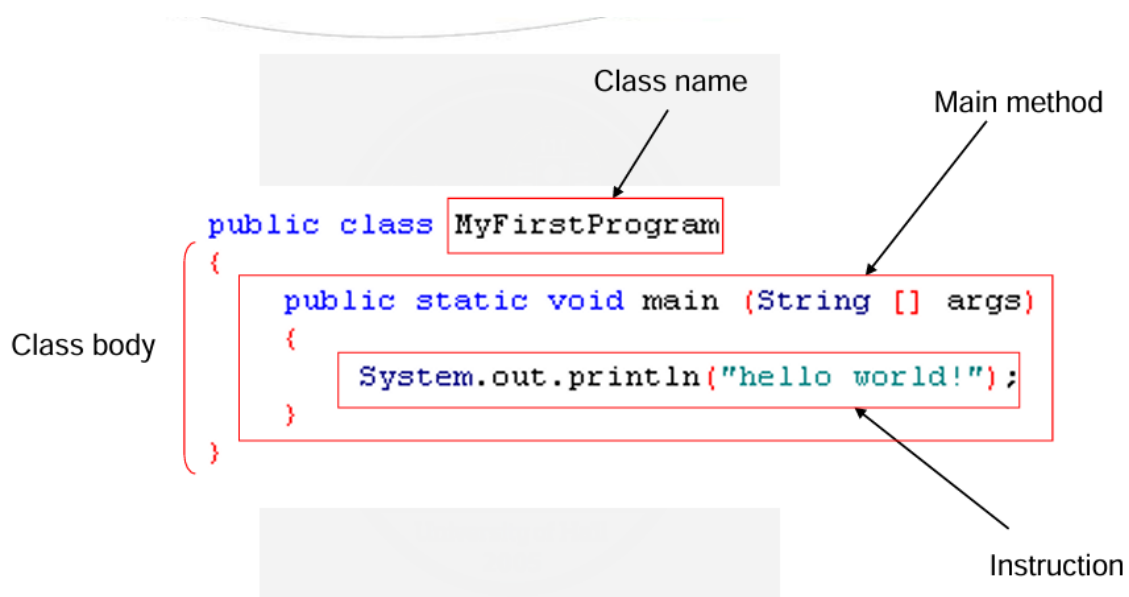 Class name
Main method
public class MyFirstProgram
{
public static void main (String [] args)
Class body
{
System.out.println("hello world!");
}
}
Instruction